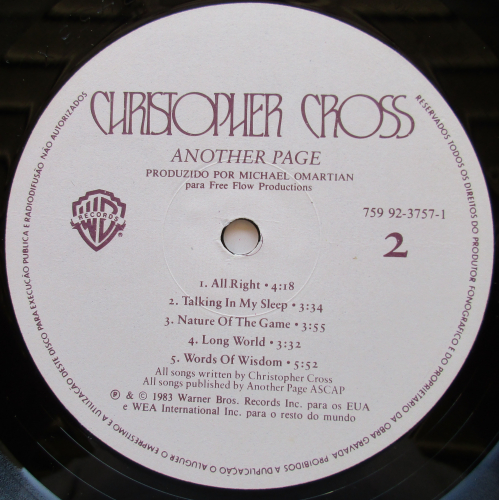 CHRISTOPHER CROSS
ANOTHER PAGE
PRODUZIDO POR MICHAEL OMARTIAN
para Free Flow Productions
WB
RECORDS
759 92-3757-1
2
1. All Right • 4:18
2. Talking In My Sleep • 3:34
3. Nature Of The Game • 3:55
4. Long World • 3:32
5. Words Of Wisdom • 5:52
All songs written by Christopher Cross
All songs published by Another Page ASCAP
℗ & © 1983 Warner Bros. Records Inc. para os EUA
e WEA International Inc. para o resto do mundo
RESERVADOS TODOS OS DIREITOS DO PRODUTOR FONOGRÁFICO E DO PROPRIETÁRIO DA OBRA GRAVADA PROIBIDOS A DUPLICAÇÃO O ALUGUER O EMPRÉSTIMO E A UTILIZAÇÃO DESTE DISCO PARA EXECUÇÃO PUBLICA E RADIODIFUSÃO NÃO AUTORIZADOS